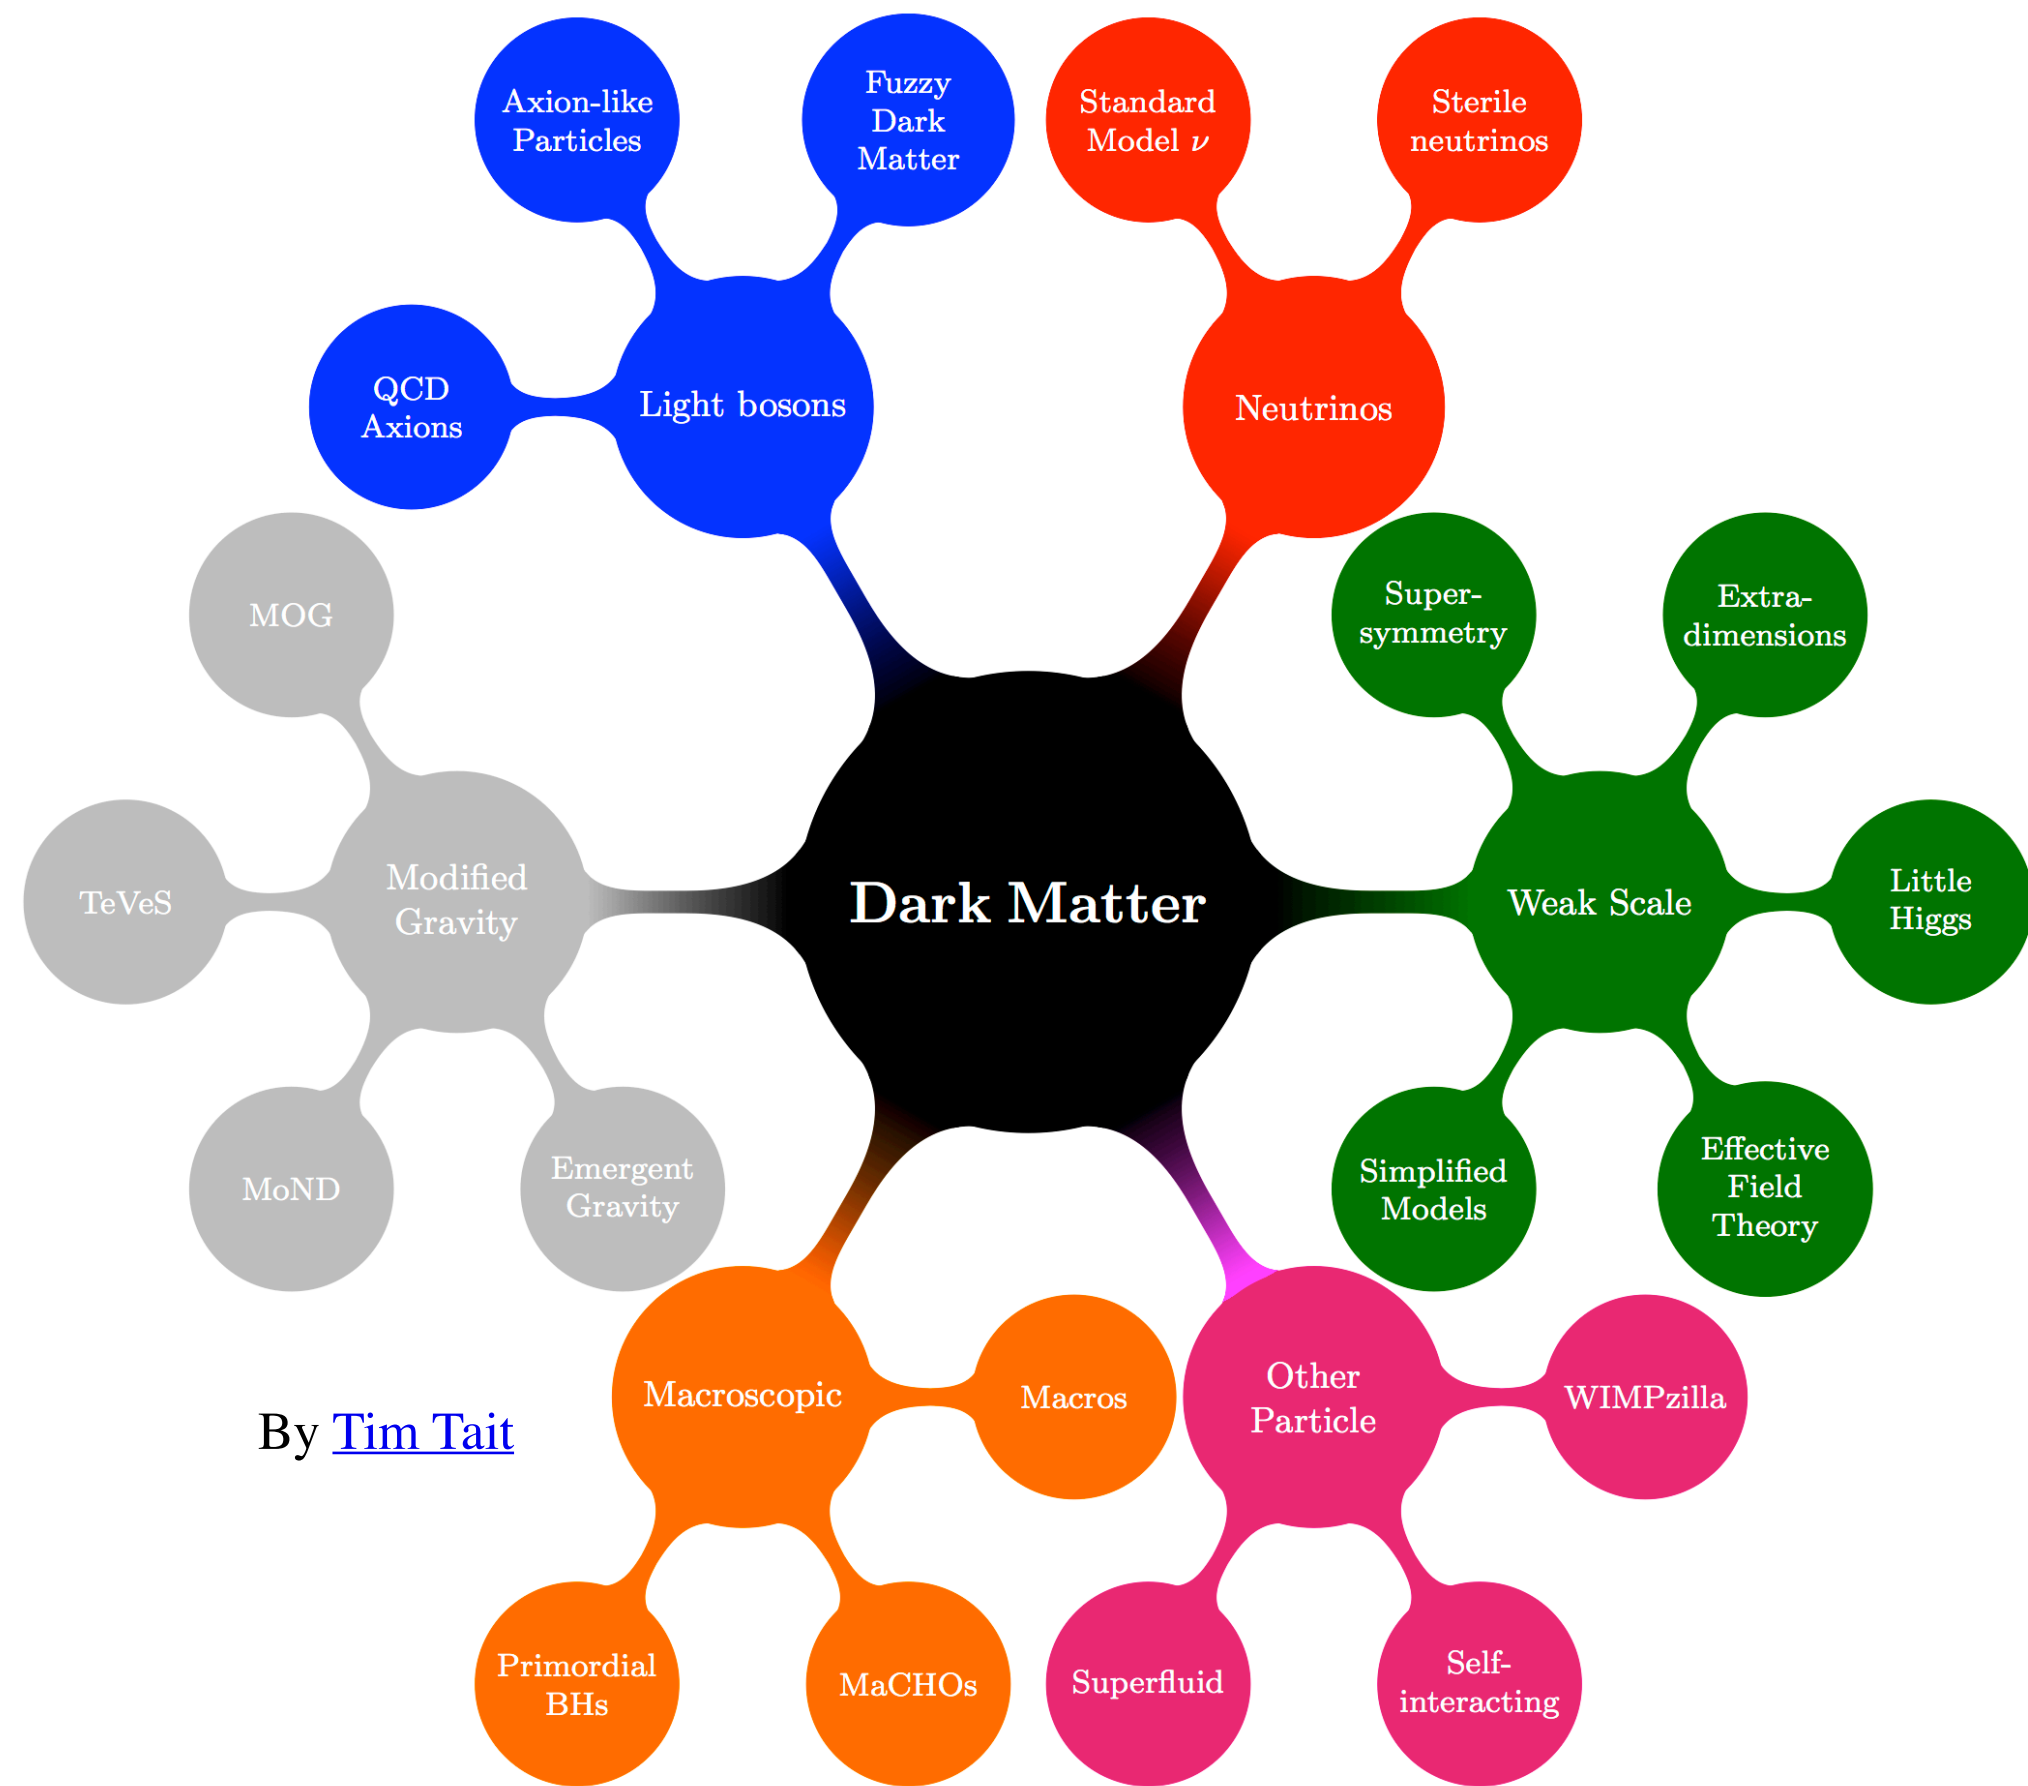 Axion-like
Particles
Fuzzy
Dark
Matter
Standard
Model ν
Sterile
neutrinos
QCD
Axions
Light bosons
Neutrinos
MOG
Super-
symmetry
Extra-
dimensions
TeVeS
Modified
Gravity
Dark Matter
Weak Scale
Little
Higgs
MoND
Emergent
Gravity
Simplified
Models
Effective
Field
Theory
By Tim Tait
Macroscopic
Macros
Other
Particle
WIMPzilla
Primordial
BHs
MaCHOs
Superfluid
Self-
interacting